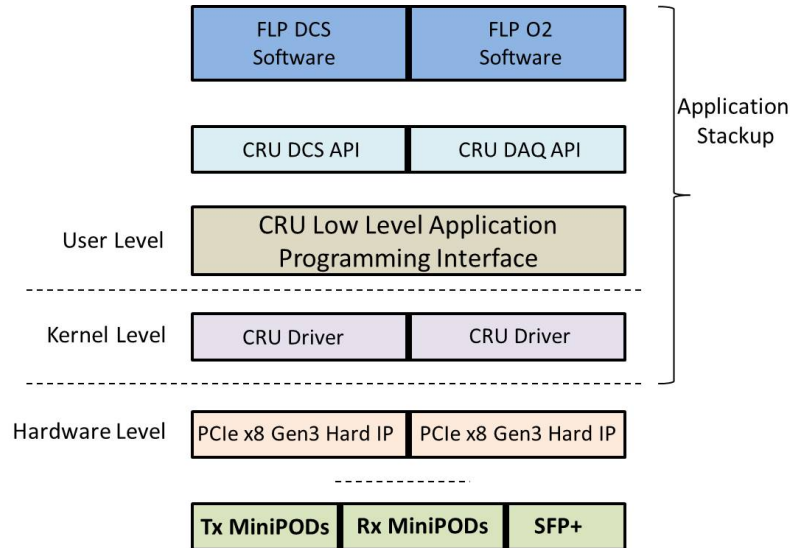 FLP DCS
Software
FLP O2
Software
Application
Stackup
CRU DCS API
CRU DAQ API
User Level
CRU Low Level Application
Programming Interface
Kernel Level
CRU Driver
CRU Driver
Hardware Level
PCIe x8 Gen3 Hard IP
PCIe x8 Gen3 Hard IP
Tx MiniPODs
Rx MiniPODs
SFP+